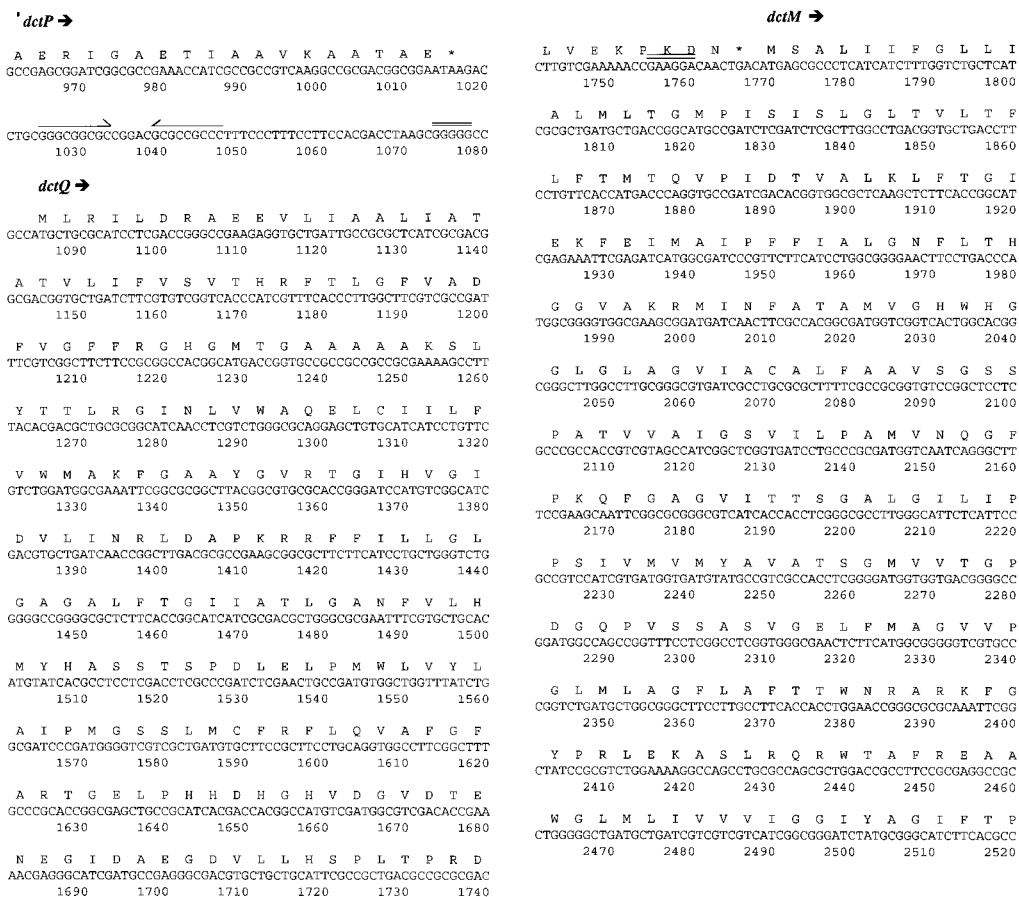 ' dctP →
A E R I G A E T I A A V K A A T A E *
GCCGAGCGGATCGGCGCCGAAACCATCGCCGCCGTCAAGGCCGCGACGGCGGAATAAGAC
970 980 990 1000 1010 1020
CTGCGGGCGGCGCCGGACGCGCCGCCCTTTCCCTTTCCTTCCACGACCTAAGCGGGGGCC
1030 1040 1050 1060 1070 1080
dctQ →
M L R I L D R A E E V L I A A L I A T
GCCATGCTGCGCATCCTCGACCGGGCCGAAGAGGTGCTGATTGCCGCGCTCATCGCGACG
1090 1100 1110 1120 1130 1140
A T V L I F V S V T H R F T L G F V A D
GCGACGGTGCTGATCTTCGTGTCGGTCACCCATCGTTTCACCCTTGGCTTCGTCGCCGAT
1150 1160 1170 1180 1190 1200
F V G F F R G H G M T G A A A A A K S L
TTCGTCGGCTTCTTCCGCGGCCACGGCATGACCGGTGCCGCCGCCGCCGCGAAAAGCCTT
1210 1220 1230 1240 1250 1260
Y T T L R G I N L V W A Q E L C I I L F
TACACGACGCTGCGCGGCATCAACCTCGTCTGGGCGCAGGAGCTGTGCATCATCCTGTTC
1270 1280 1290 1300 1310 1320
V W M A K F G A A Y G V R T G I H V G I
GTCTGGATGGCGAAATTCGGCGCGGCTTACGGCGTGCGCACCGGGATCCATGTCGGCATC
1330 1340 1350 1360 1370 1380
D V L I N R L D A P K R R F F I L L G L
GACGTGCTGATCAACCGGCTTGACGCGCCGAAGCGGCGCTTCTTCATCCTGCTGGGTCTG
1390 1400 1410 1420 1430 1440
G A G A L F T G I I A T L G A N F V L H
GGGGCCGGGGCGCTCTTCACCGGCATCATCGCGACGCTGGGCGCGAATTTCGTGCTGCAC
1450 1460 1470 1480 1490 1500
M Y H A S S T S P D L E L P M W L V Y L
ATGTATCACGCCTCCTCGACCTCGCCCGATCTCGAACTGCCGATGTGGCTGGTTTATCTG
1510 1520 1530 1540 1550 1560
A I P M G S S L M C F R F L Q V A F G F
GCGATCCCGATGGGGTCGTCGCTGATGTGCTTCCGCTTCCTGCAGGTGGCCTTCGGCTTT
1570 1580 1590 1600 1610 1620
A R T G E L P H H D H G H V D G V D T E
GCCCGCACCGGCGAGCTGCCGCATCACGACCACGGCCATGTCGATGGCGTCGACACCGAA
1630 1640 1650 1660 1670 1680
N E G I D A E G D V L L H S P L T P R D
AACGAGGGCATCGATGCCGAGGGCGACGTGCTGCTGCATTCGCCGCTGACGCCGCGCGAC
1690 1700 1710 1720 1730 1740
dctM →
L V E K P K D N * M S A L I I F G L L I
CTTGTCGAAAAACCGAAGGACAACTGACATGAGCGCCCTCATCATCTTTGGTCTGCTCAT
1750 1760 1770 1780 1790 1800
A L M L T G M P I S I S L G L T V L T F
CGCGCTGATGCTGACCGGCATGCCGATCTCGATCTCGCTTGGCCTGACGGTGCTGACCTT
1810 1820 1830 1840 1850 1860
L F T M T Q V P I D T V A L K L F T G I
CCTGTTCACCATGACCCAGGTGCCGATCGACACGGTGGCGCTCAAGCTCTTCACCGGCAT
1870 1880 1890 1900 1910 1920
E K F E I M A I P F F I A L G N F L T H
CGAGAAATTCGAGATCATGGCGATCCCGTTCTTCATCCTGGCGGGGAACTTCCTGACCCA
1930 1940 1950 1960 1970 1980
G G V A K R M I N F A T A M V G H W H G
TGGCGGGGTGGCGAAGCGGATGATCAACTTCGCCACGGCGATGGTCGGTCACTGGCACGG
1990 2000 2010 2020 2030 2040
G L G L A G V I A C A L F A A V S G S S
CGGGCTTGGCCTTGCGGGCGTGATCGCCTGCGCGCTTTTCGCCGCGGTGTCCGGCTCCTC
2050 2060 2070 2080 2090 2100
P A T V V A I G S V I L P A M V N Q G F
GCCCGCCACCGTCGTAGCCATCGGCTCGGTGATCCTGCCCGCGATGGTCAATCAGGGCTT
2110 2120 2130 2140 2150 2160
P K Q F G A G V I T T S G A L G I L I P
TCCGAAGCAATTCGGCGCGGGCGTCATCACCACCTCGGGCGCCTTGGGCATTCTCATTCC
2170 2180 2190 2200 2210 2220
P S I V M V M Y A V A T S G M V V T G P
GCCGTCCATCGTGATGGTGATGTATGCCGTCGCCACCTCGGGGATGGTGGTGACGGGGCC
2230 2240 2250 2260 2270 2280
D G Q P V S S A S V G E L F M A G V V P
GGATGGCCAGCCGGTTTCCTCGGCCTCGGTGGGCGAACTCTTCATGGCGGGGGTCGTGCC
2290 2300 2310 2320 2330 2340
G L M L A G F L A F T T W N R A R K F G
CGGTCTGATGCTGGCGGGCTTCCTTGCCTTCACCACCTGGAACCGGGCGCGCAAATTCGG
2350 2360 2370 2380 2390 2400
Y P R L E K A S L R Q R W T A F R E A A
CTATCCGCGTCTGGAAAAGGCCAGCCTGCGCCAGCGCTGGACCGCCTTCCGCGAGGCCGC
2410 2420 2430 2440 2450 2460
W G L M L I V V V I G G I Y A G I F T P
CTGGGGGCTGATGCTGATCGTCGTCGTCATCGGCGGGATCTATGCGGGCATCTTCACGCC
2470 2480 2490 2500 2510 2520